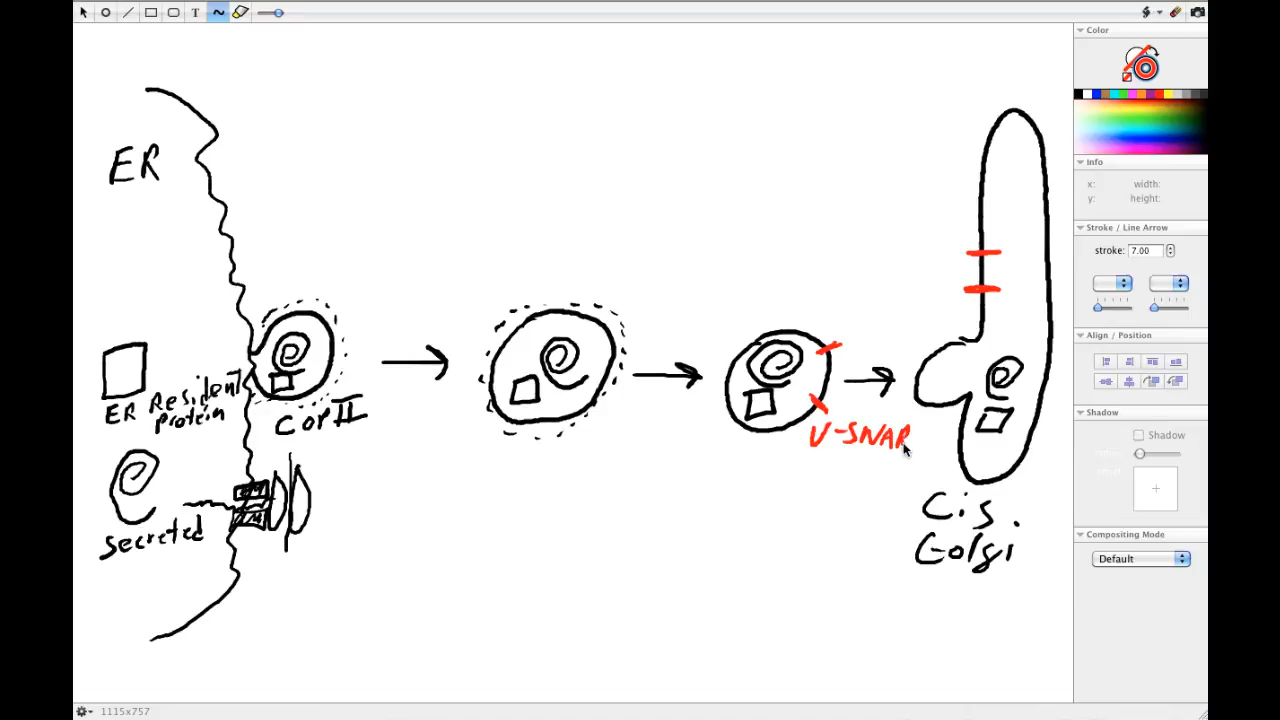 T
ER
ER Resident
Protein
COPII
Secreted
V-SNAR
Cis
Golgi
Color
Info
x: width:
y: height:
Stroke / Line Arrow
stroke: 7.00
Align / Position
Shadow
Shadow
Compositing Mode
Default
1115x757